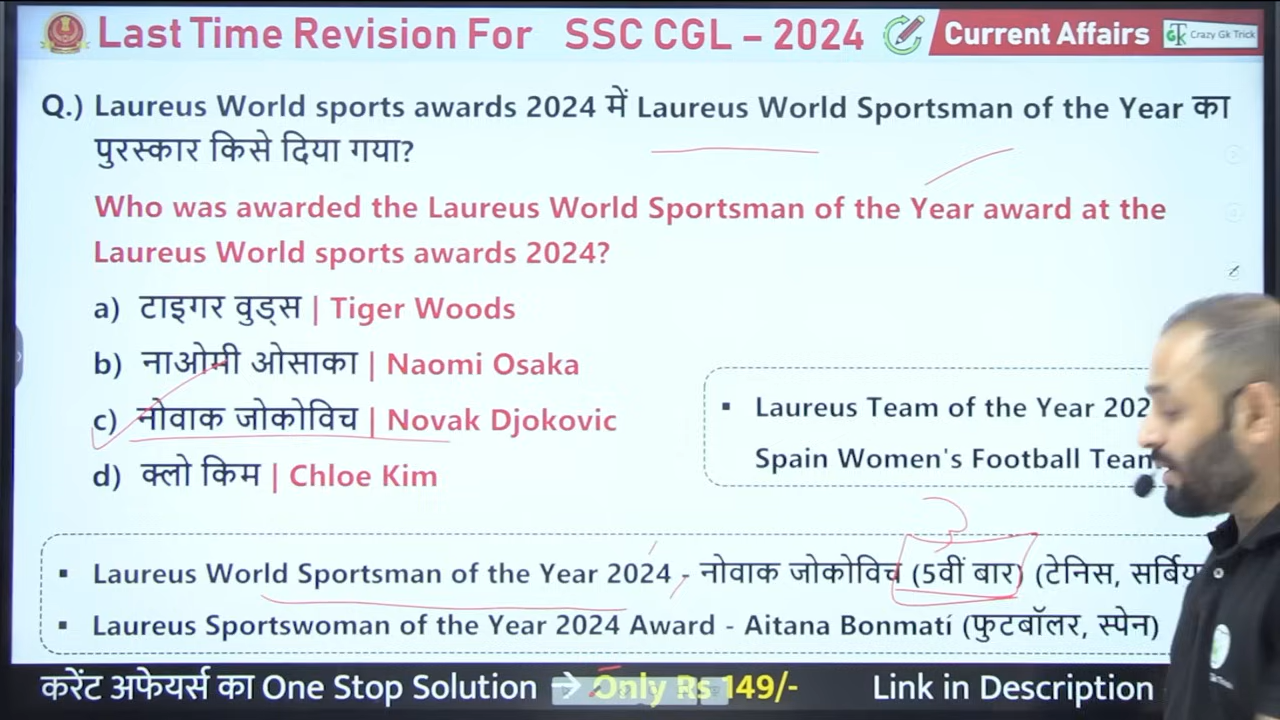 Last Time Revision For SSC CGL – 2024 Current Affairs Crazy Gk Trick
Q.) Laureus World sports awards 2024 में Laureus World Sportsman of the Year का
पुरस्कार किसे दिया गया?
Who was awarded the Laureus World Sportsman of the Year award at the
Laureus World sports awards 2024?
a) टाइगर वुड्स | Tiger Woods
b) नाओमी ओसाका | Naomi Osaka
c) नोवाक जोकोविच | Novak Djokovic
d) क्लो किम | Chloe Kim
▪ Laureus Team of the Year 202
Spain Women's Football Team
▪ Laureus World Sportsman of the Year 2024 - नोवाक जोकोविच (5वीं बार) (टेनिस, सर्बिय
▪ Laureus Sportswoman of the Year 2024 Award - Aitana Bonmatí (फुटबॉलर, स्पेन)
करेंट अफेयर्स का One Stop Solution → Only Rs 149/- Link in Description